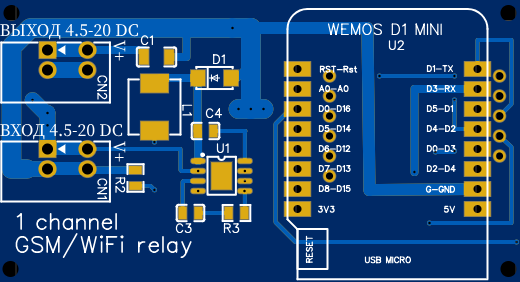 ВЫХОД 4.5-20 DC
V+
C1
CN2
D1
L1
C4
ВХОД 4.5-20 DC
V+
CN1
R2
U1
C3
R3
1 channel
GSM/WiFi relay
WEMOS D1 MINI
U2
RST-Rst
D1-TX
A0-A0
D3-RX
D0-D16
D5-D1
D5-D14
D4-D2
D6-D12
D0-D3
D7-D13
D2-D4
D8-D15
G-GND
3V3
5V
RESET
USB MICRO